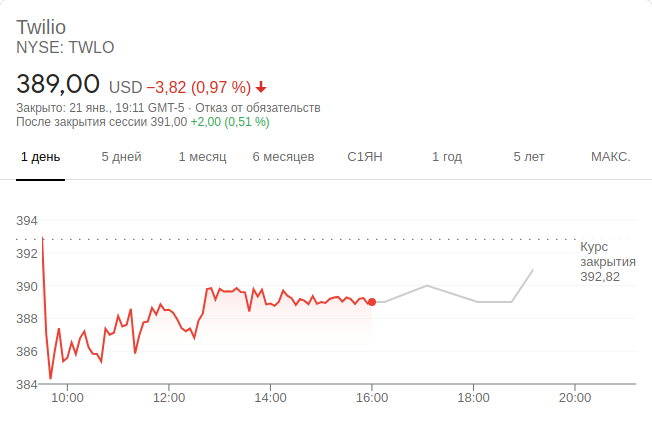 Twilio
NYSE: TWLO
389,00 USD −3,82 (0,97 %)
Закрыто: 21 янв., 19:11 GMT-5 · Отказ от обязательств
После закрытия сессии 391,00 +2,00 (0,51 %)
1 день 5 дней 1 месяц 6 месяцев С1ЯН 1 год 5 лет МАКС.
394
392
390
388
386
384
Курс
закрытия
392,82
10:00 12:00 14:00 16:00 18:00 20:00